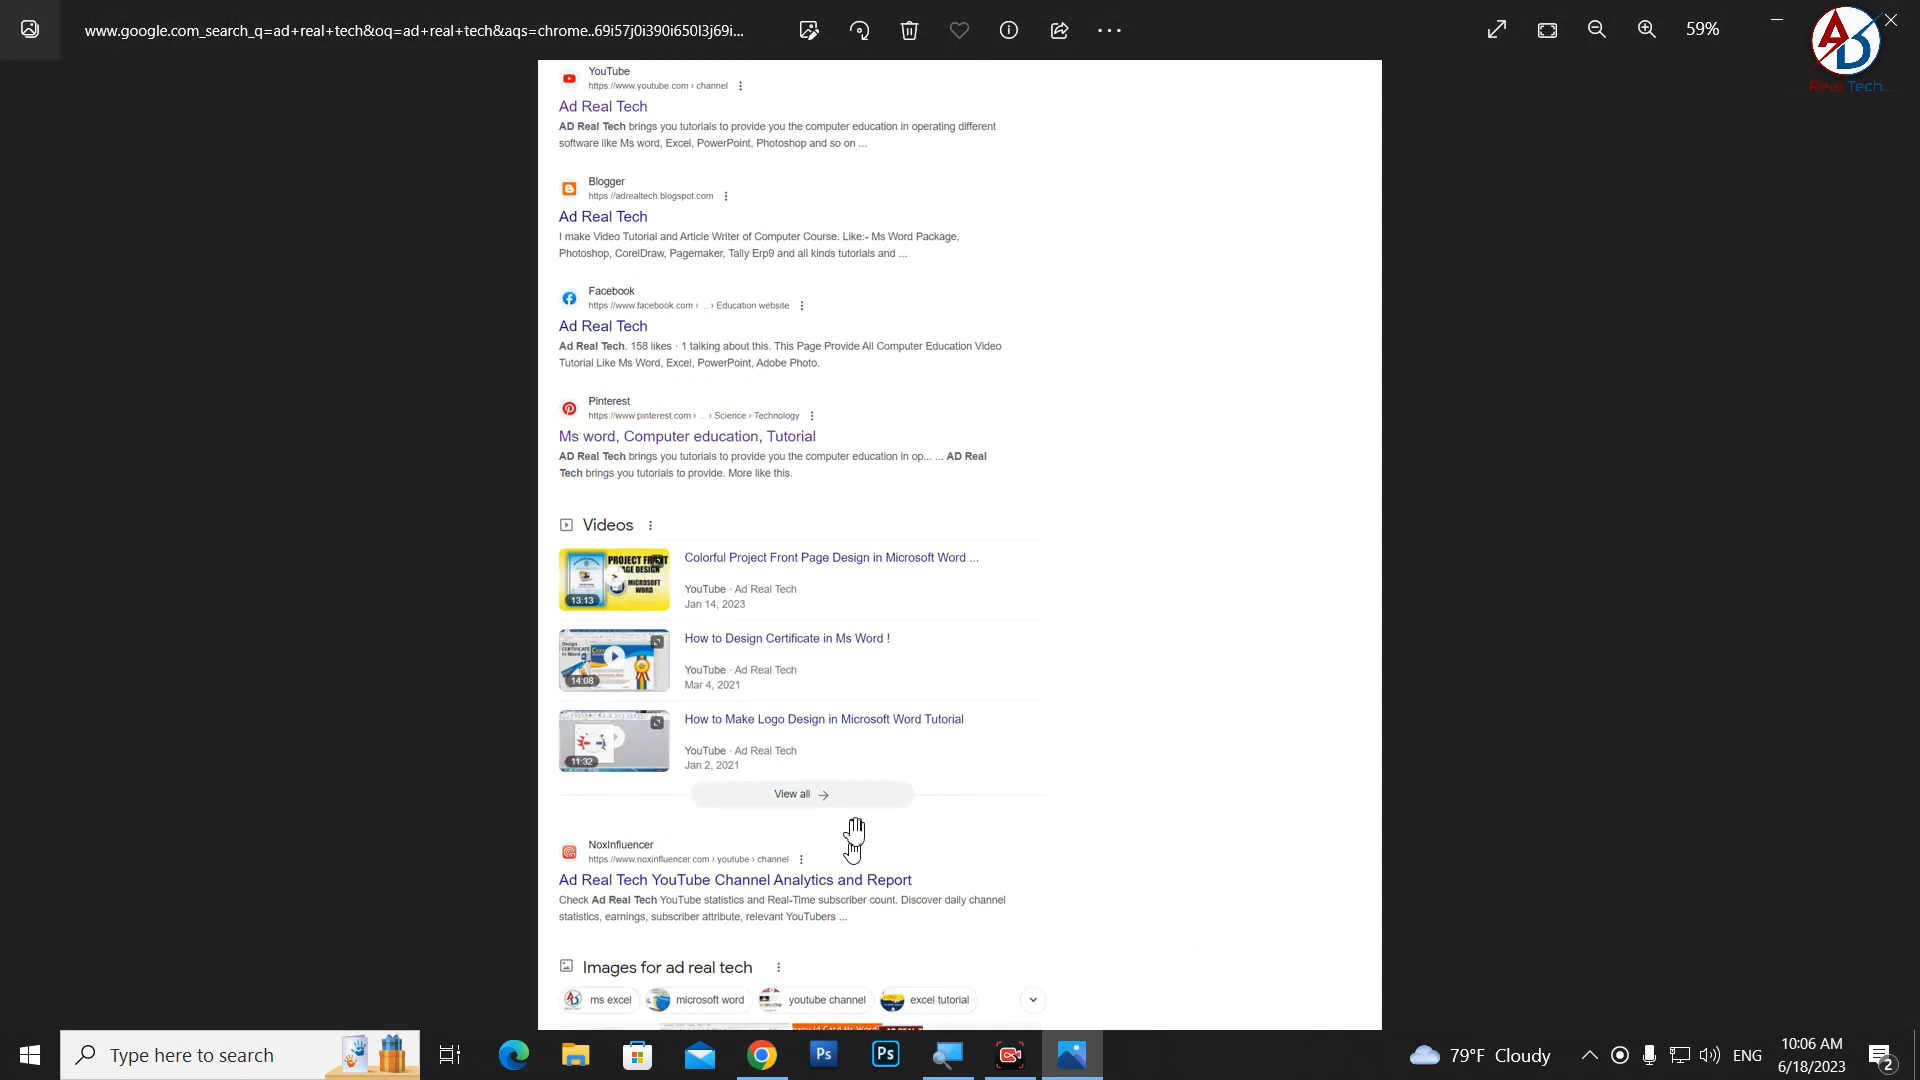 www.google.com_search_q=ad+real+tech&oq=ad+real+tech&aqs=chrome..69i57j0i390i650l3j69i...
59%
AD
Real Tech
YouTube
https://www.youtube.com › channel
Ad Real Tech
AD Real Tech brings you tutorials to provide you the computer education in operating different
software like Ms word, Excel, PowerPoint, Photoshop and so on ...
Blogger
https://adrealtech.blogspot.com
Ad Real Tech
I make Video Tutorial and Article Writer of Computer Course. Like:- Ms Word Package,
Photoshop, CorelDraw, Pagemaker, Tally Erp9 and all kinds tutorials and ...
Facebook
https://www.facebook.com › ... › Education website
Ad Real Tech
Ad Real Tech. 158 likes · 1 talking about this. This Page Provide All Computer Education Video
Tutorial Like Ms Word, Excel, PowerPoint, Adobe Photo.
Pinterest
https://www.pinterest.com › ... › Science › Technology
Ms word, Computer education, Tutorial
AD Real Tech brings you tutorials to provide you the computer education in op... ... AD Real
Tech brings you tutorials to provide. More like this.
Videos
PROJECT FRONT
PAGE DESIGN
MICROSOFT
WORD
13:13
Colorful Project Front Page Design in Microsoft Word ...
YouTube · Ad Real Tech
Jan 14, 2023
Design
CERTIFICATE
In Word
14:08
How to Design Certificate in Ms Word !
YouTube · Ad Real Tech
Mar 4, 2021
11:32
How to Make Logo Design in Microsoft Word Tutorial
YouTube · Ad Real Tech
Jan 2, 2021
View all
NoxInfluencer
https://www.noxinfluencer.com › youtube › channel
Ad Real Tech YouTube Channel Analytics and Report
Check Ad Real Tech YouTube statistics and Real-Time subscriber count. Discover daily channel
statistics, earnings, subscriber attribute, relevant YouTubers ...
Images for ad real tech
ms excel
microsoft word
youtube channel
excel tutorial
Type here to search
Ps
Ps
79°F Cloudy
ENG
10:06 AM
6/18/2023
2